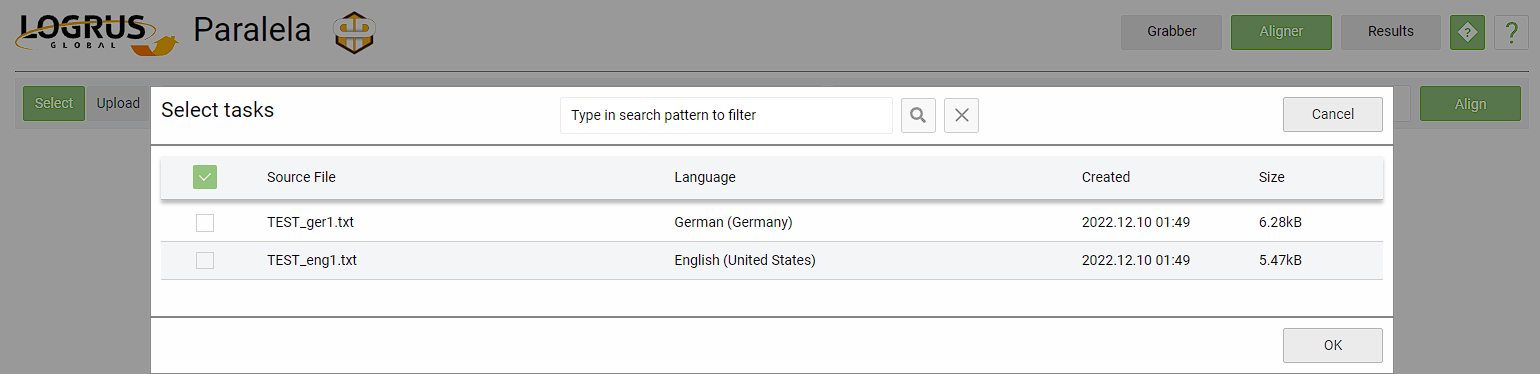 LOGRUS
GLOBAL
Paralela
Grabber Aligner Results ? ?
Select Upload
Align
Select tasks
Type in search pattern to filter
Cancel
Source File Language Created Size
TEST_ger1.txt German (Germany) 2022.12.10 01:49 6.28kB
TEST_eng1.txt English (United States) 2022.12.10 01:49 5.47kB
OK